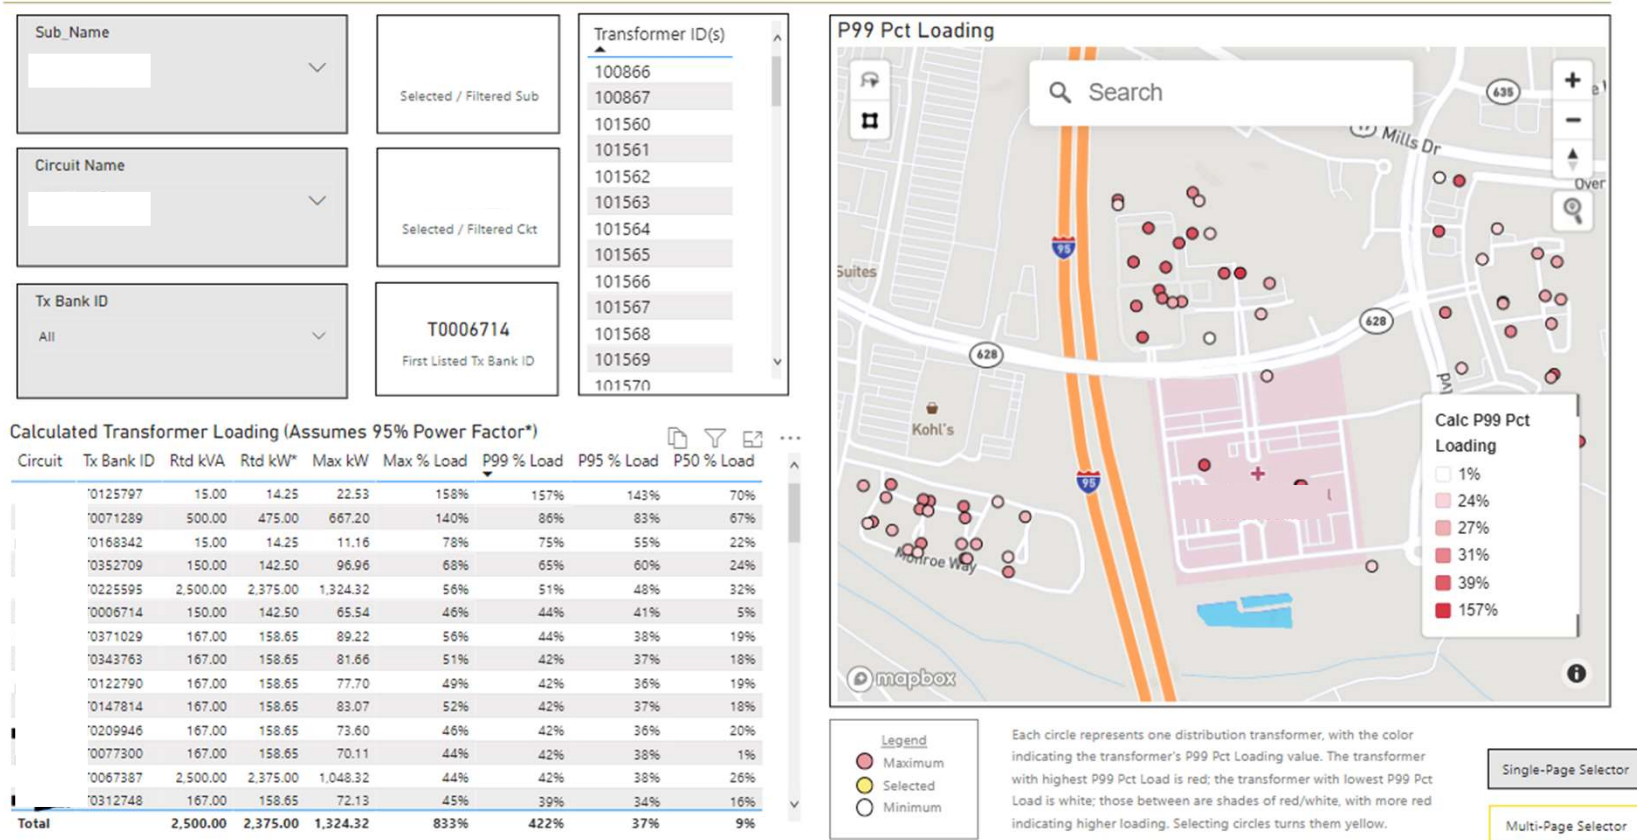 Sub_Name
Selected / Filtered Sub
Circuit Name
Selected / Filtered Ckt
Tx Bank ID
All
T0006714
First Listed Tx Bank ID
Transformer ID(s)
100866
100867
101560
101561
101562
101563
101564
101565
101566
101567
101568
101569
101570
Calculated Transformer Loading (Assumes 95% Power Factor*)
Circuit Tx Bank ID Rtd kVA Rtd kW* Max kW Max % Load P99 % Load P95 % Load P50 % Load
T0125797 15.00 14.25 22.53 158% 157% 143% 70%
T0071289 500.00 475.00 667.20 140% 86% 83% 67%
T0168342 15.00 14.25 11.16 78% 75% 55% 22%
T0352709 150.00 142.50 96.96 68% 65% 60% 24%
T0225595 2,500.00 2,375.00 1,324.32 56% 51% 48% 32%
T0006714 150.00 142.50 65.54 46% 44% 41% 5%
T0371029 167.00 158.65 89.22 56% 44% 38% 19%
T0343763 167.00 158.65 81.66 51% 42% 37% 18%
T0122790 167.00 158.65 77.70 49% 42% 36% 19%
T0147814 167.00 158.65 83.07 52% 42% 37% 18%
T0209946 167.00 158.65 73.60 46% 42% 36% 20%
T0077300 167.00 158.65 70.11 44% 42% 38% 1%
T0067387 2,500.00 2,375.00 1,048.32 44% 42% 38% 26%
T0312748 167.00 158.65 72.13 45% 39% 34% 16%
Total 2,500.00 2,375.00 1,324.32 833% 422% 37% 9%
P99 Pct Loading
Search
635
Mills Dr
Over
95
Suites
628
628
Kohl's
95
Monroe Way
mapbox
Calc P99 Pct
Loading
1%
24%
27%
31%
39%
157%
Legend
Maximum
Selected
Minimum
Each circle represents one distribution transformer, with the color
indicating the transformer's P99 Pct Loading value. The transformer
with highest P99 Pct Load is red; the transformer with lowest P99 Pct
Load is white; those between are shades of red/white, with more red
indicating higher loading. Selecting circles turns them yellow.
Single-Page Selector
Multi-Page Selector